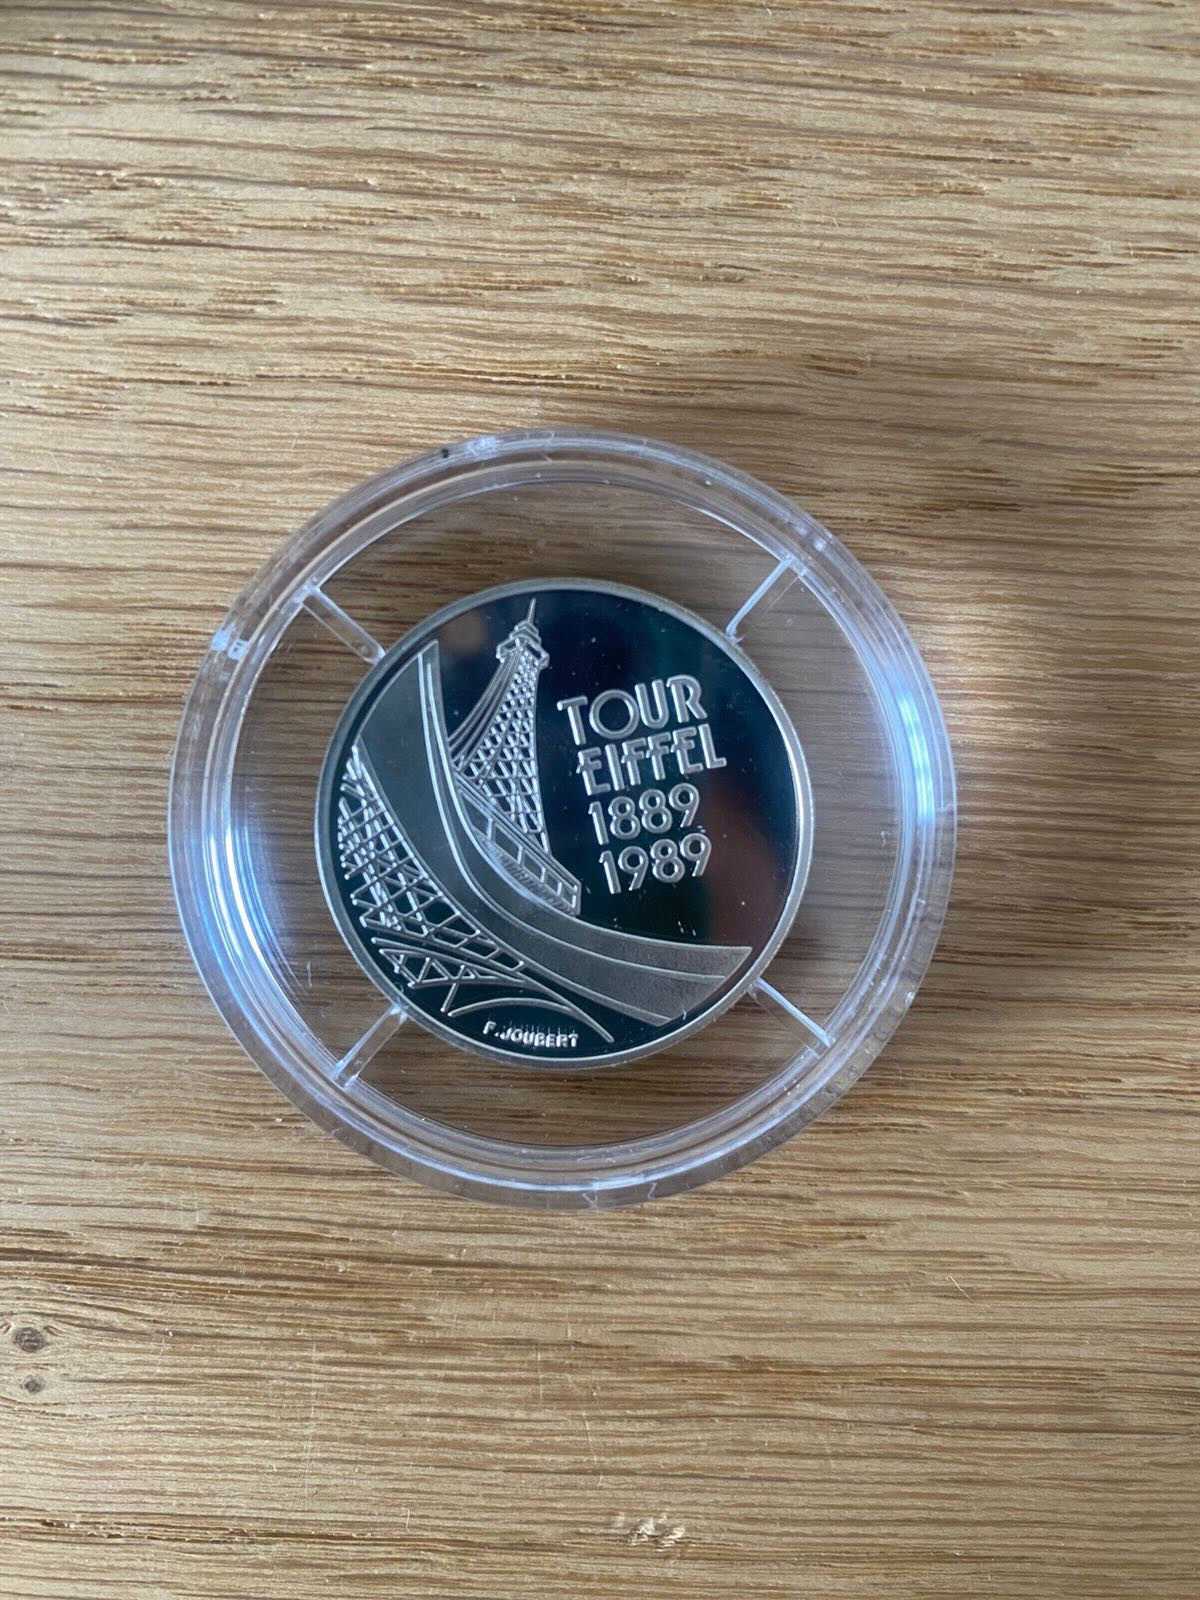 TOUR
EIFFEL
1889
1989
F. JOUBERT